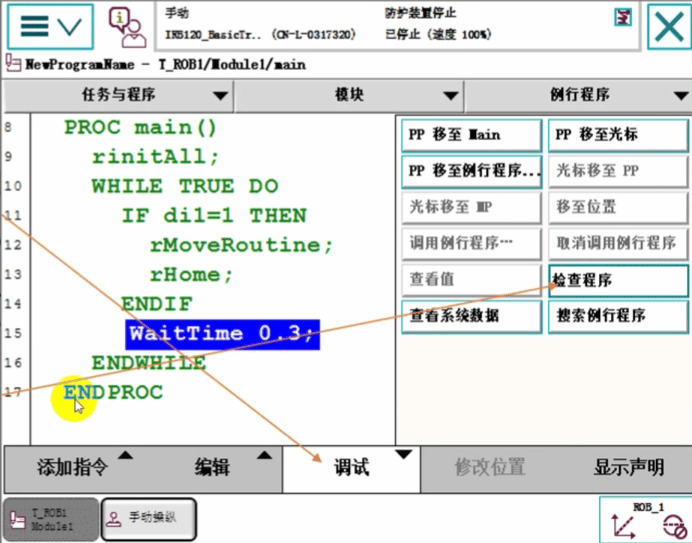 手动
IRB120_BasicTr.. (CN-L-0317320)
防护装置停止
已停止 (速度 100%)
NewProgramName - T_ROB1/Module1/main
任务与程序
模块
例行程序
8 PROC main()
9 rinitAll;
10 WHILE TRUE DO
11 IF di1=1 THEN
12 rMoveRoutine;
13 rHome;
14 ENDIF
15 WaitTime 0.3;
16 ENDWHILE
17 ENDPROC
PP 移至 Main
PP 移至光标
PP 移至例行程序...
光标移至 PP
光标移至 MP
移至位置
调用例行程序…
取消调用例行程序
查看值
检查程序
查看系统数据
搜索例行程序
添加指令
编辑
调试
修改位置
显示声明
T_ROB1
Module1
手动操纵
ROB_1